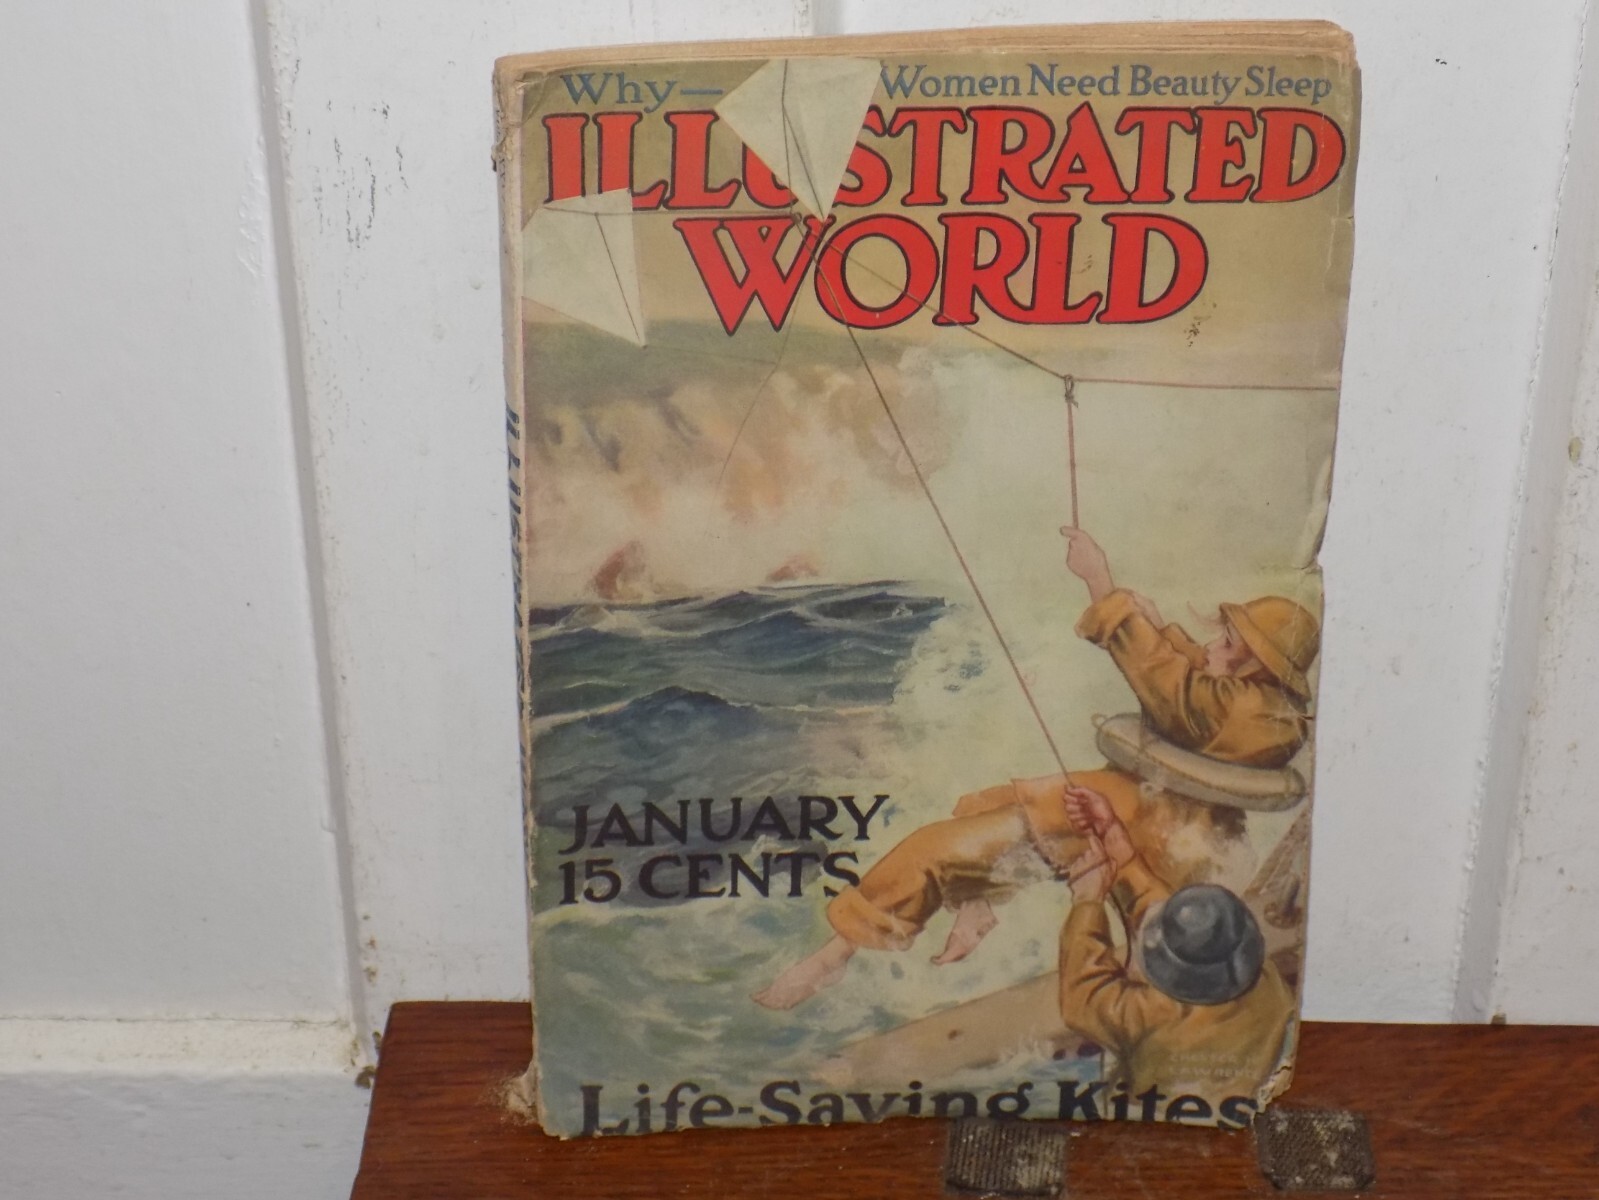 Why— Women Need Beauty Sleep
ILLUSTRATED
WORLD
JANUARY
15 CENTS
Life-Saving Kites